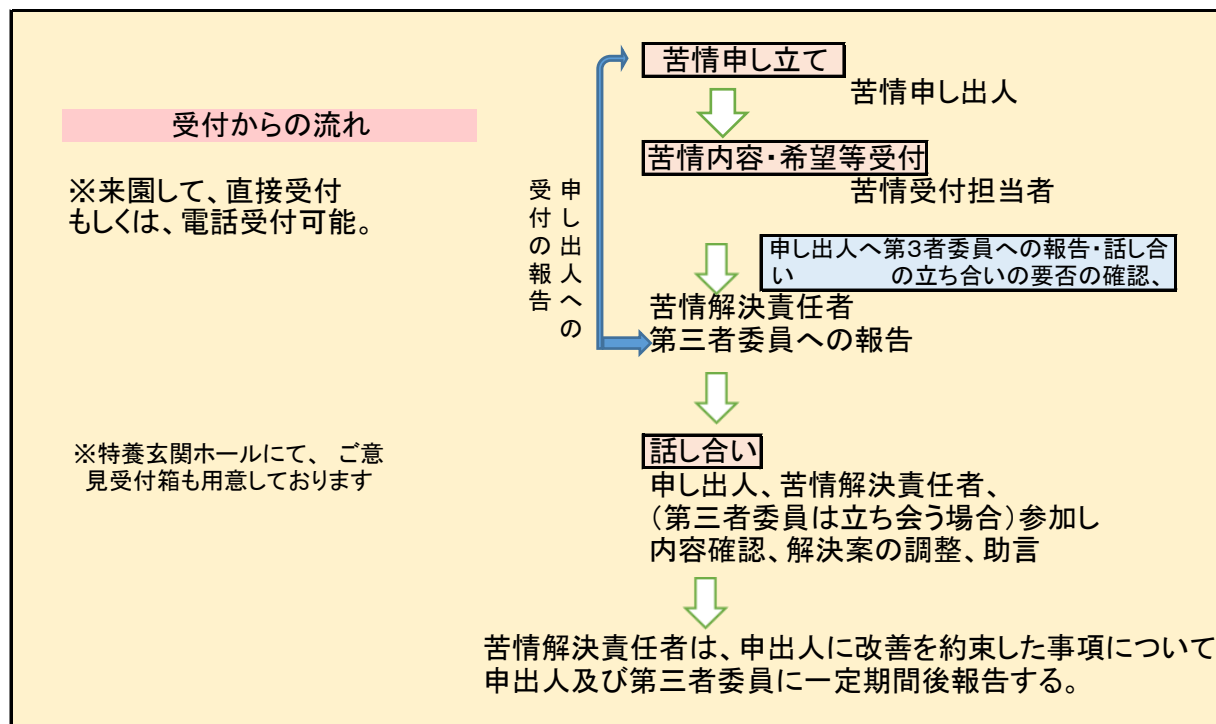 受付からの流れ
※来園して、直接受付
もしくは、電話受付可能。
※特養玄関ホールにて、 ご意
見受付箱も用意しております
申し出人への
受付の報告
苦情申し立て
苦情申し出人
苦情内容・希望等受付
苦情受付担当者
申し出人へ第3者委員への報告・話し合
い の立ち合いの要否の確認、
苦情解決責任者
第三者委員への報告
話し合い
申し出人、苦情解決責任者、
（第三者委員は立ち会う場合）参加し
内容確認、解決案の調整、助言
苦情解決責任者は、申出人に改善を約束した事項について
申出人及び第三者委員に一定期間後報告する。